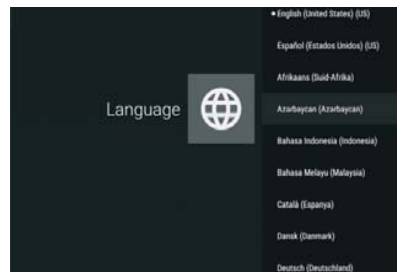 Language
English (United States) (US)
Español (Estados Unidos) (US)
Afrikaans (Suid-Afrika)
Azərbaycan (Azərbaycan)
Bahasa Indonesia (Indonesia)
Bahasa Melayu (Malaysia)
Català (Espanya)
Dansk (Danmark)
Deutsch (Deutschland)